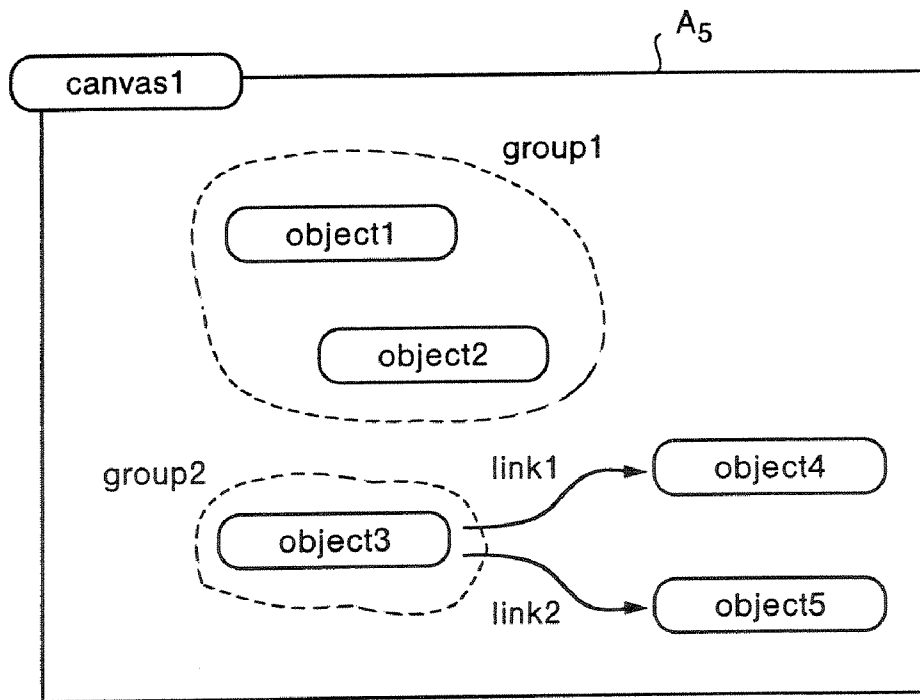 A5
canvas1
group1
object1
object2
group2
link1
object4
object3
link2
object5